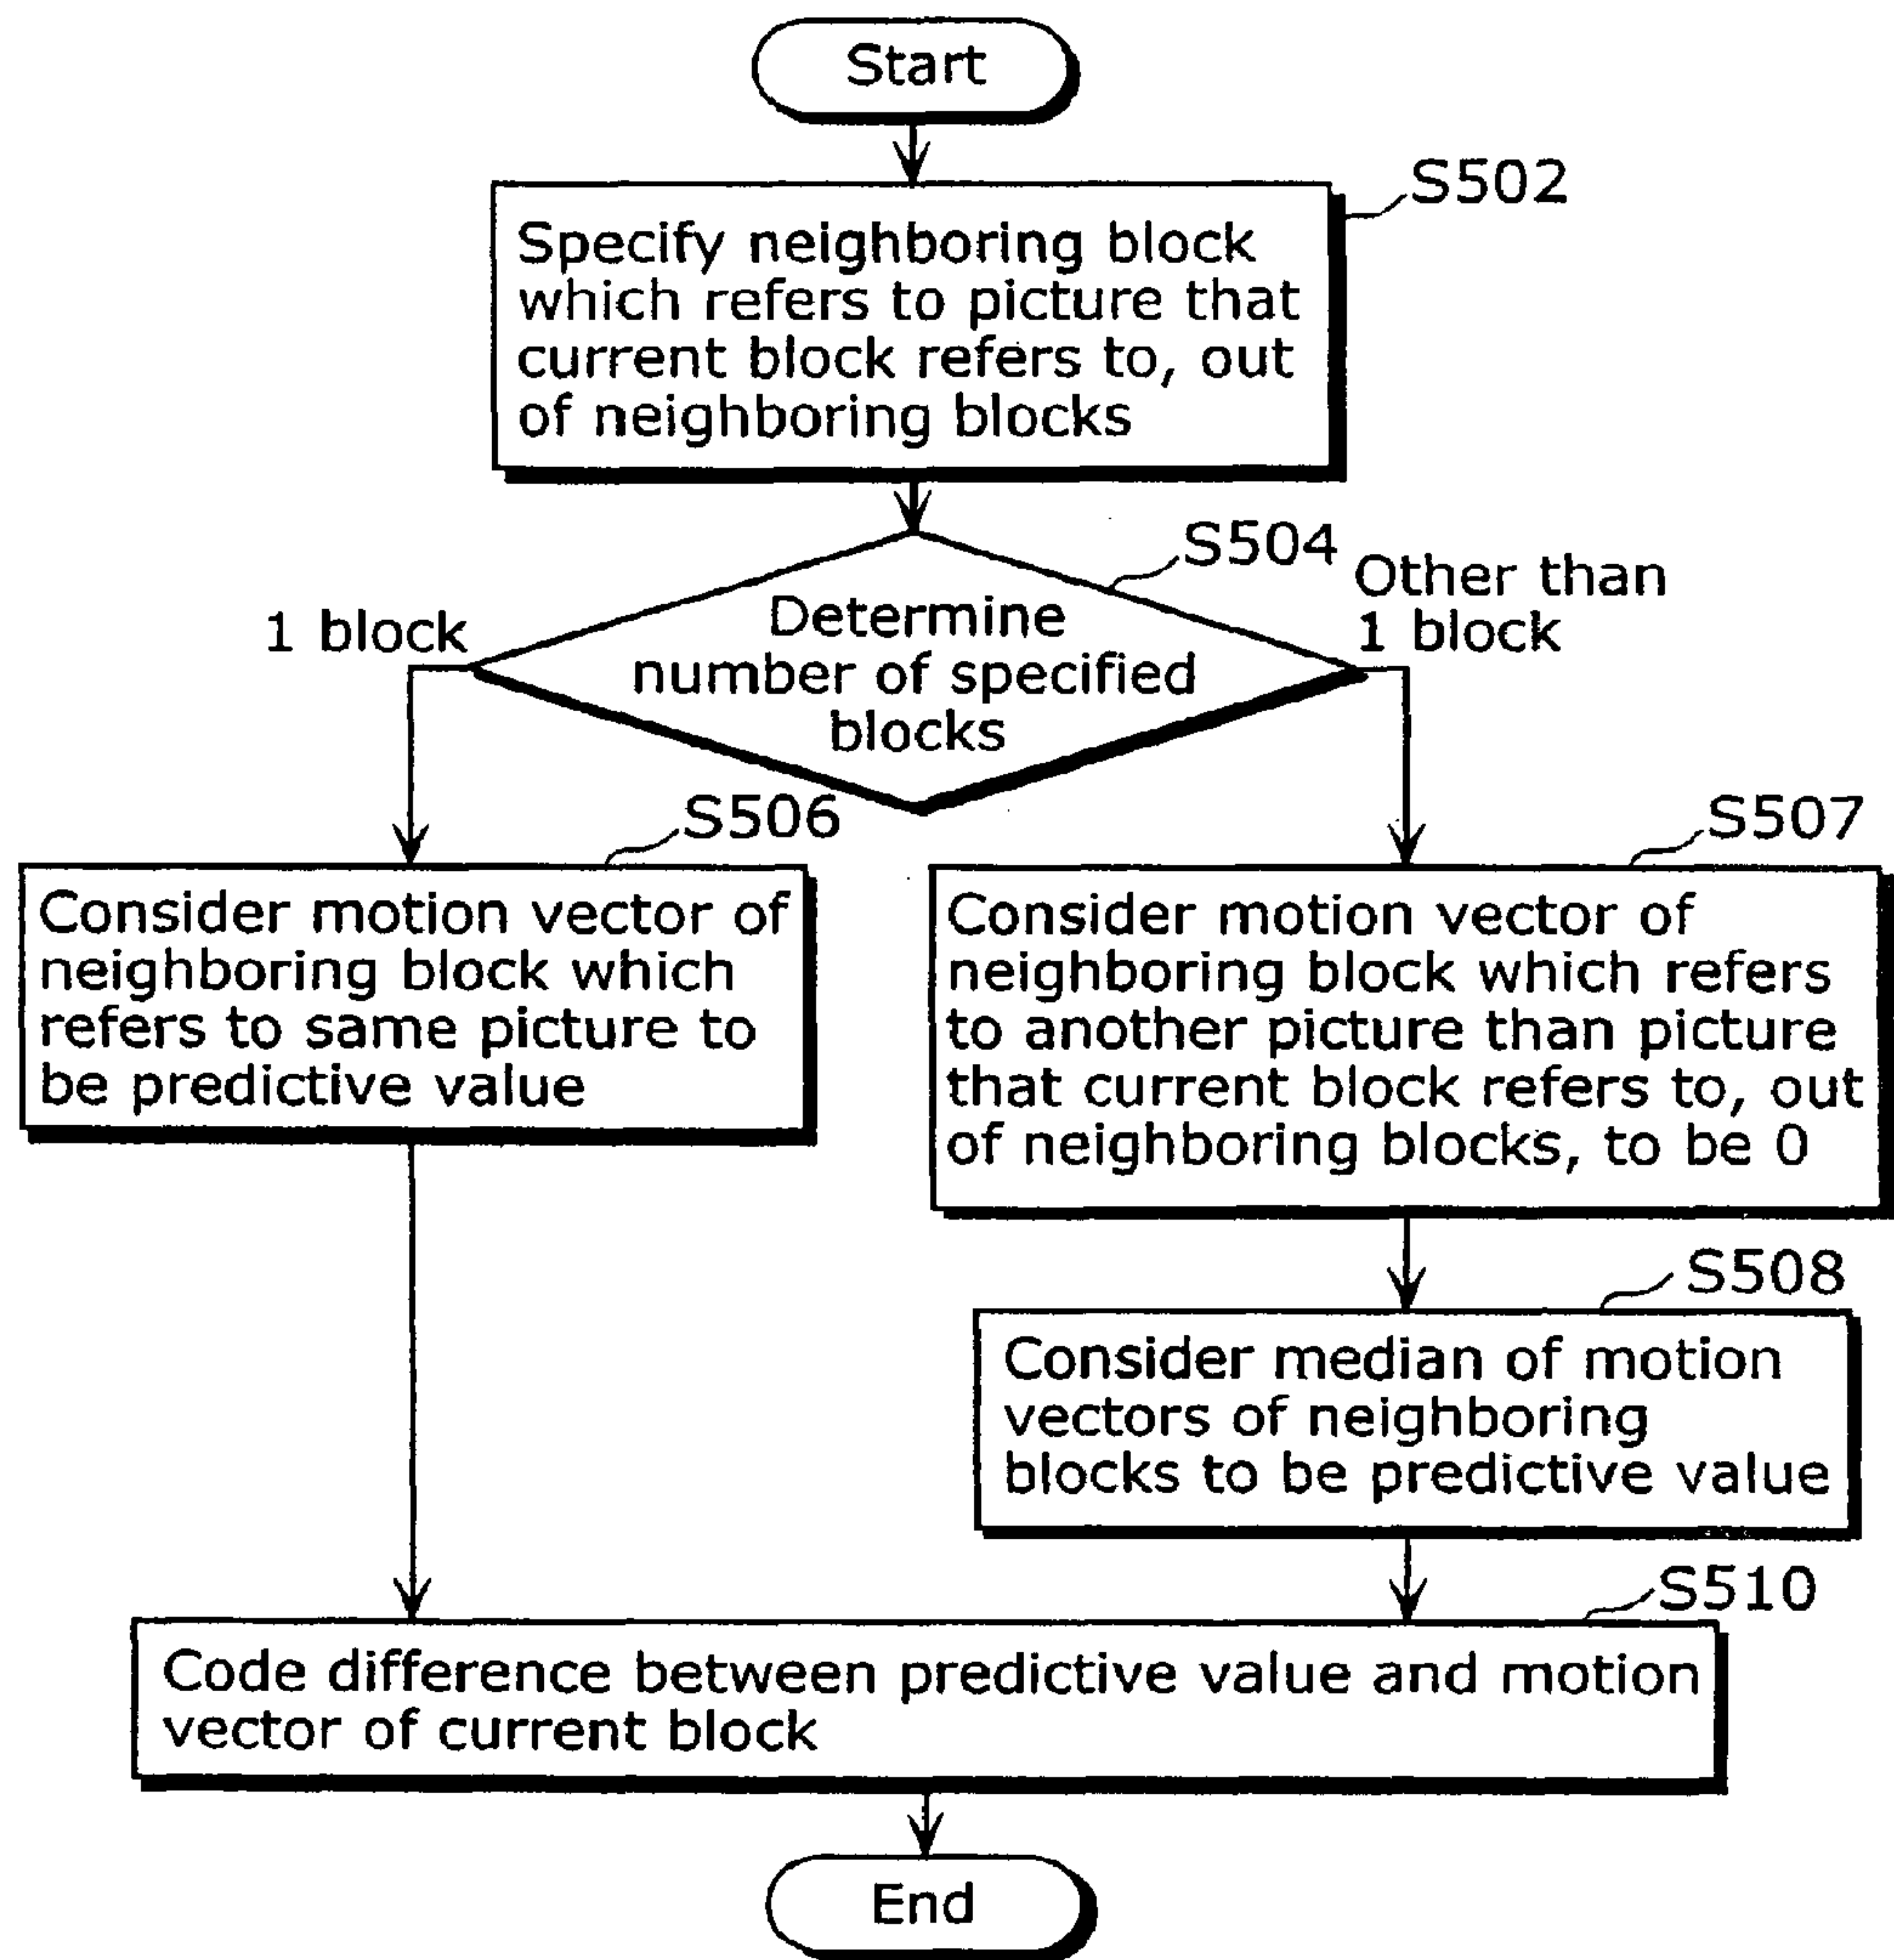 Start
S502
Specify neighboring block
which refers to picture that
current block refers to, out
of neighboring blocks
S504
1 block
Other than
1 block
Determine
number of specified
blocks
S506
Consider motion vector of
neighboring block which
refers to same picture to
be predictive value
S507
Consider motion vector of
neighboring block which refers
to another picture than picture
that current block refers to, out
of neighboring blocks, to be 0
S508
Consider median of motion
vectors of neighboring
blocks to be predictive value
S510
Code difference between predictive value and motion
vector of current block
End